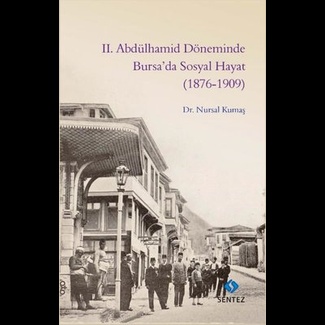 II. Abdülhamid Döneminde
Bursa'da Sosyal Hayat
(1876-1909)
Dr. Nursal Kumaş
SENTEZ